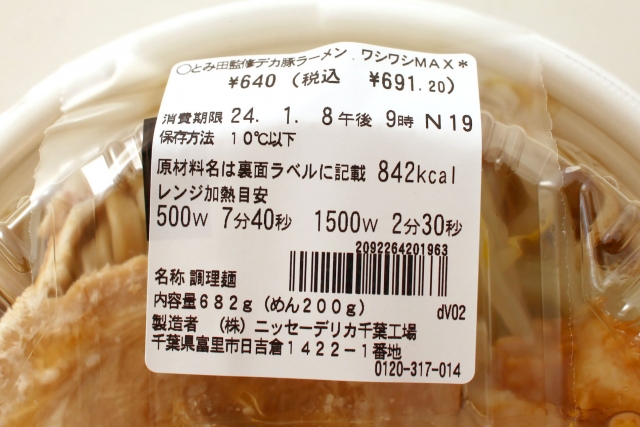 ○とみ田監修デカ豚ラーメン ワシワシMAX*
¥640 (税込 ¥691.20)
消費期限 24. 1. 8 午後 9時 N19
保存方法 10℃以下
原材料名は裏面ラベルに記載 842kcal
レンジ加熱目安
500W 7分40秒 1500W 2分30秒
2092264201963
名称 調理麺
内容量682g(めん200g)
dV02
製造者 (株)ニッセーデリカ千葉工場
千葉県富里市日吉倉1422-1番地
0120-317-014